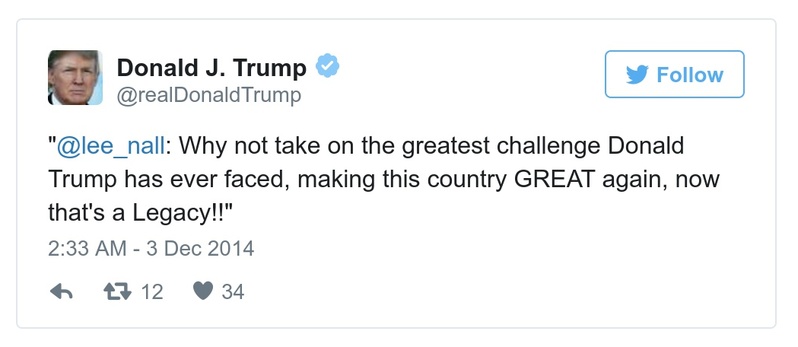 Donald J. Trump
@realDonaldTrump
Follow
"@lee_nall: Why not take on the greatest challenge Donald
Trump has ever faced, making this country GREAT again, now
that's a Legacy!!"
2:33 AM - 3 Dec 2014
12 34